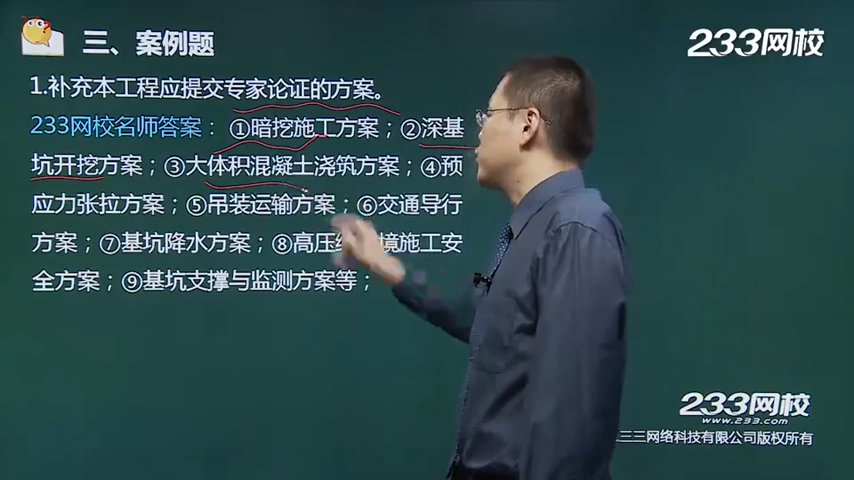 三、案例题
233网校
1.补充本工程应提交专家论证的方案。
233网校名师答案：①暗挖施工方案；②深基
坑开挖方案；③大体积混凝土浇筑方案；④预
应力张拉方案；⑤吊装运输方案；⑥交通导行
方案；⑦基坑降水方案；⑧高压 境施工安
全方案；⑨基坑支撑与监测方案等；
233网校
www.233.com
二三三网络科技有限公司版权所有